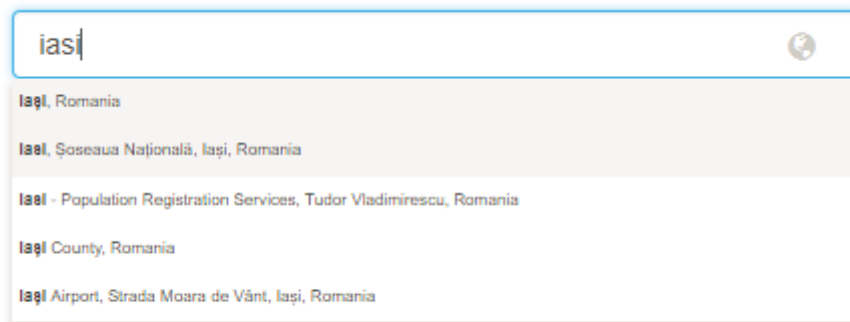 iasi
Iași, Romania
Iasi, Șoseaua Națională, Iași, Romania
Iasi - Population Registration Services, Tudor Vladimirescu, Romania
Iași County, Romania
Iași Airport, Strada Moara de Vânt, Iași, Romania